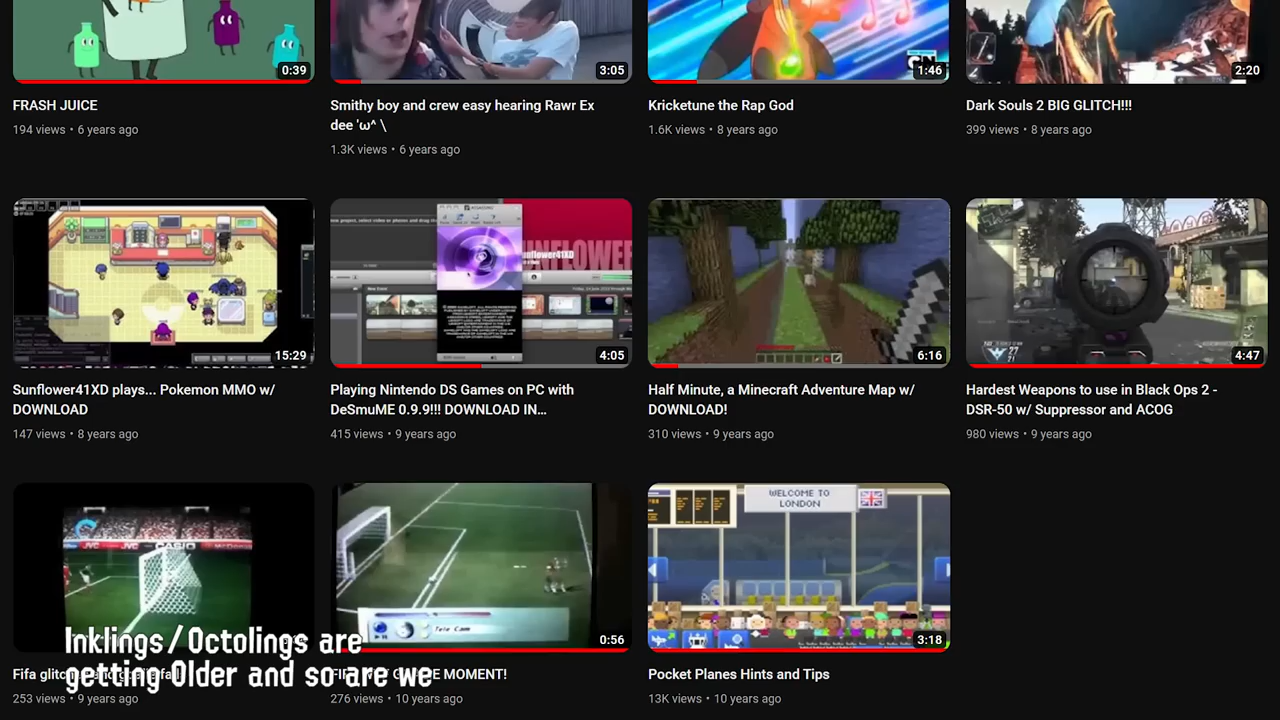 0:39
3:05
1:46
2:20
FRASH JUICE
194 views • 6 years ago
Smithy boy and crew easy hearing Rawr Ex
dee 'ω^ \
1.3K views • 6 years ago
Kricketune the Rap God
1.6K views • 8 years ago
Dark Souls 2 BIG GLITCH!!!
399 views • 8 years ago
15:29
4:05
6:16
4:47
Sunflower41XD plays... Pokemon MMO w/
DOWNLOAD
147 views • 8 years ago
Playing Nintendo DS Games on PC with
DeSmuME 0.9.9!!! DOWNLOAD IN...
415 views • 9 years ago
Half Minute, a Minecraft Adventure Map w/
DOWNLOAD!
310 views • 9 years ago
Hardest Weapons to use in Black Ops 2 -
DSR-50 w/ Suppressor and ACOG
980 views • 9 years ago
JVC JVC CASIO
Tele Cam
WELCOME TO
LONDON
0:56
3:18
Inklings/Octolings are
getting Older and so are we
Fifa
MOMENT!
253 views • 9 years ago
276 views • 10 years ago
Pocket Planes Hints and Tips
13K views • 10 years ago